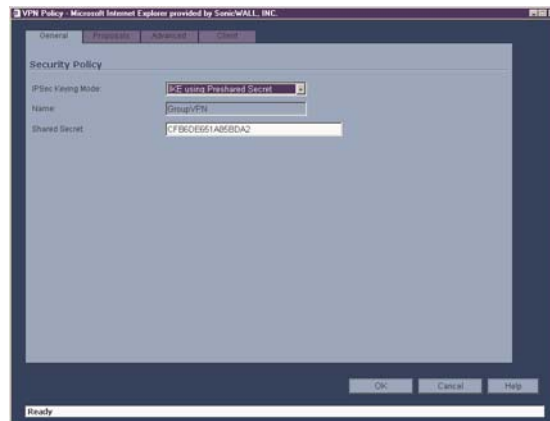 VPN Policy - Microsoft Internet Explorer provided by SonicWALL, INC.
General Proposals Advanced Client
Security Policy
IPSec Keying Mode: IKE using Preshared Secret
Name: GroupVPN
Shared Secret: CFB6DE651A85BDA2
OK Cancel Help
Ready